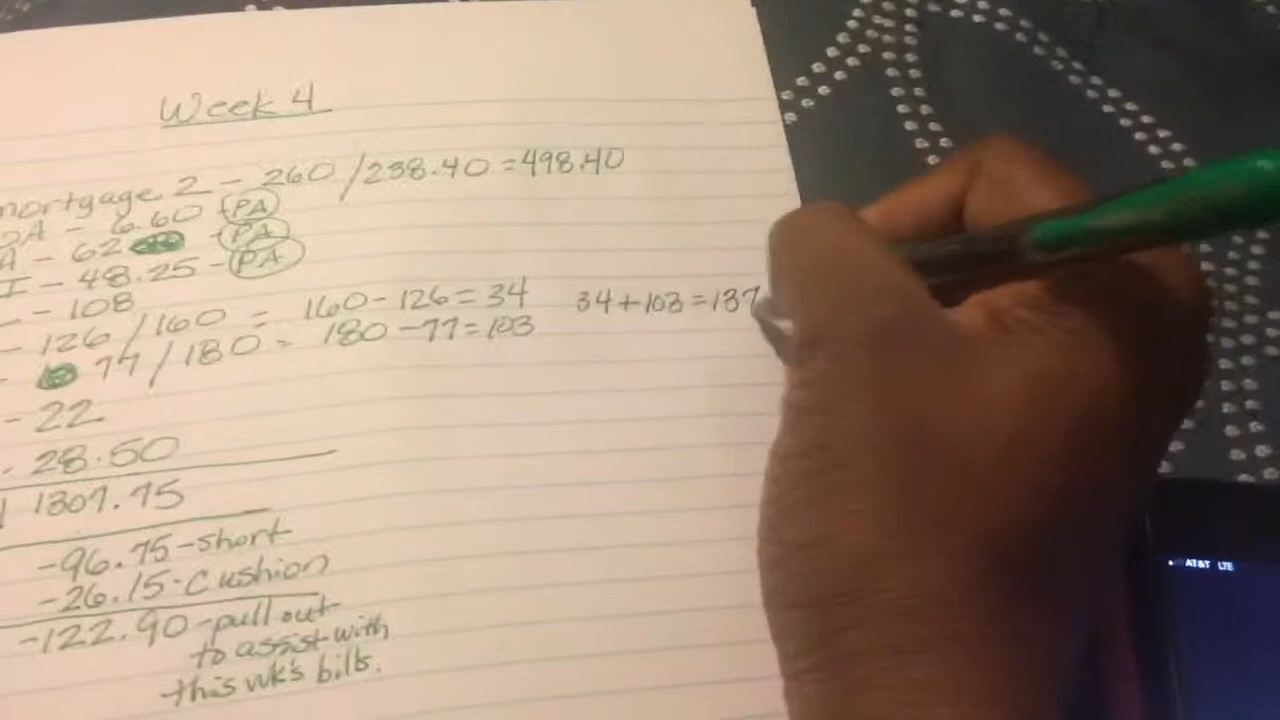 Week 4
mortgage 2 - 260 / 238.40 = 498.40
A - 6.60 PA
A - 62 - PA
I - 48.25 - PA
- 108
- 126 / 160 = 160 - 126 = 34 34 + 103 = 137
- 77 / 180 = 180 - 77 = 103
- 22
28.50
1309.75
-96.75 - short
-26.15 - Cushion
-122.90 - pull out
to assist with
this wk's bills.
AT&T LTE